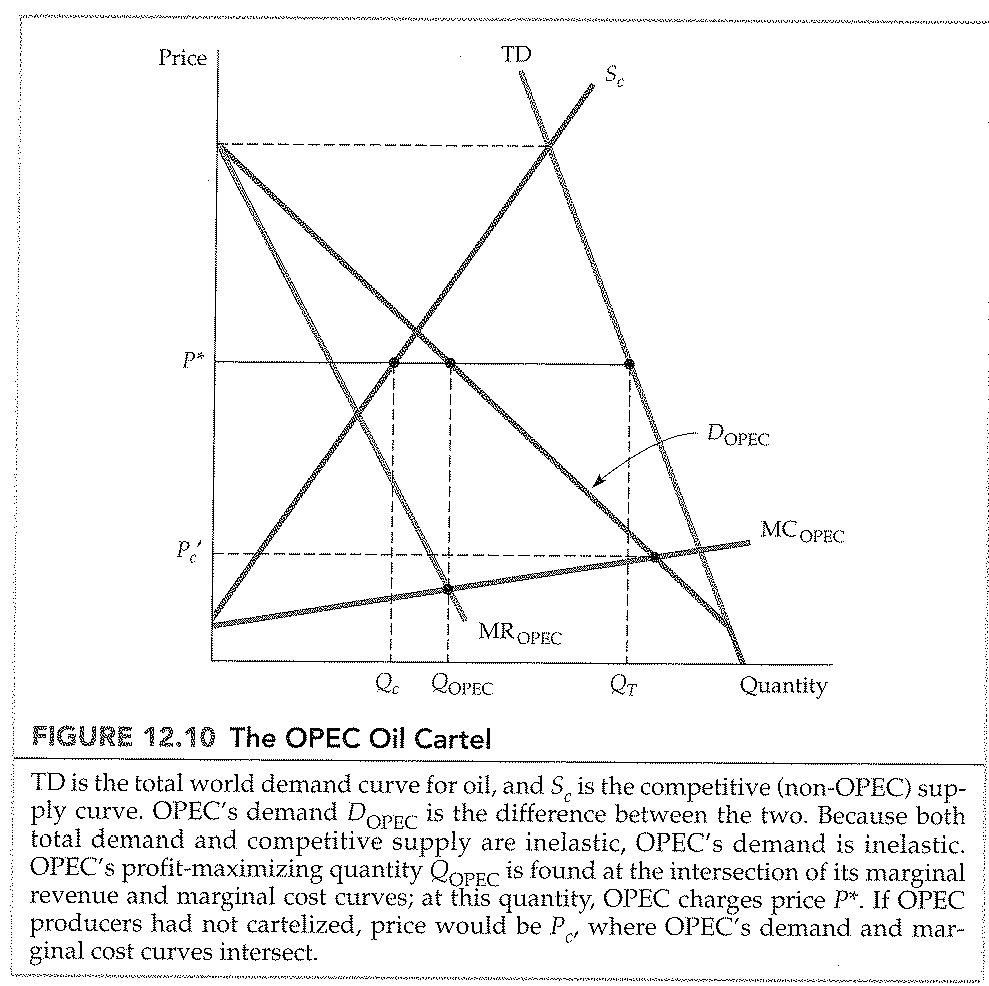 Price
TD
S_c
P*
D_OPEC
P_c'
MC_OPEC
MR_OPEC
Q_c Q_OPEC Q_T Quantity
FIGURE 12.10 The OPEC Oil Cartel
TD is the total world demand curve for oil, and S_c is the competitive (non-OPEC) sup-
ply curve. OPEC's demand D_OPEC is the difference between the two. Because both
total demand and competitive supply are inelastic, OPEC's demand is inelastic.
OPEC's profit-maximizing quantity Q_OPEC is found at the intersection of its marginal
revenue and marginal cost curves; at this quantity, OPEC charges price P*. If OPEC
producers had not cartelized, price would be P_c, where OPEC's demand and mar-
ginal cost curves intersect.